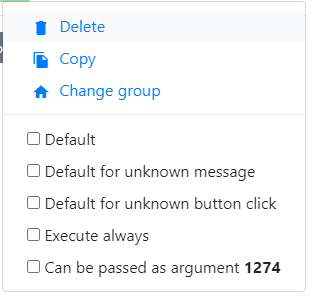 Delete
Copy
Change group
Default
Default for unknown message
Default for unknown button click
Execute always
Can be passed as argument 1274